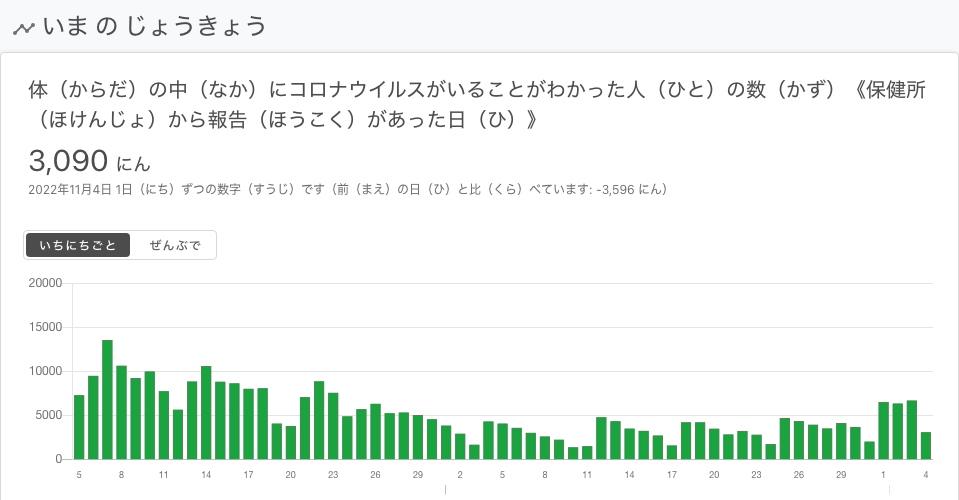 いま の じょうきょう
体（からだ）の中（なか）にコロナウイルスがいることがわかった人（ひと）の数（かず）《保健所
（ほけんじょ）から報告（ほうこく）があった日（ひ）》
3,090 にん
2022年11月4日 1日（にち）ずつの数字（すうじ）です（前（まえ）の日（ひ）と比（くら）べています: -3,596 にん）
いちにちごと ぜんぶで
20000
15000
10000
5000
0
5 8 11 14 17 20 23 26 29 2 5 8 11 14 17 20 23 26 29 1 4